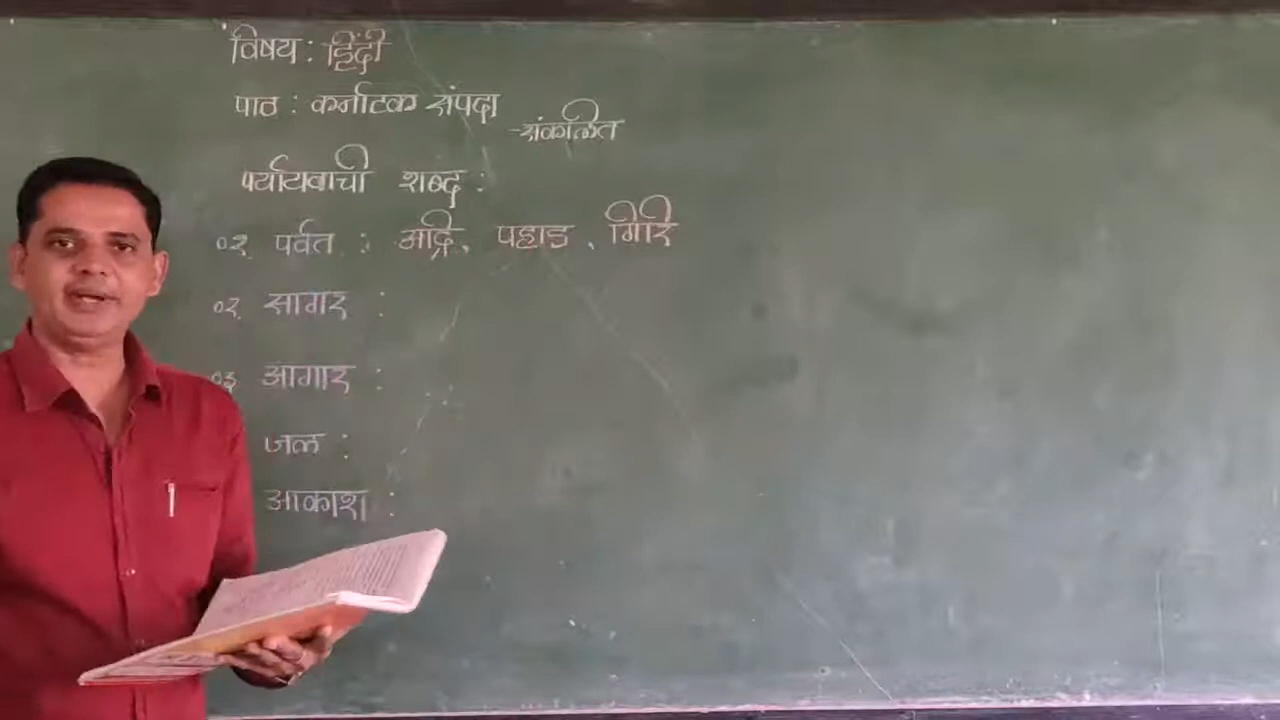 विषय : हिंदी
पाठ : कर्नाटक संपदा
-संकलित
पर्यायवाची शब्द :
०१. पर्वत : अद्रि, पहाड, गिरि
०२. सागर :
०३ आगार :
जल :
आकाश :